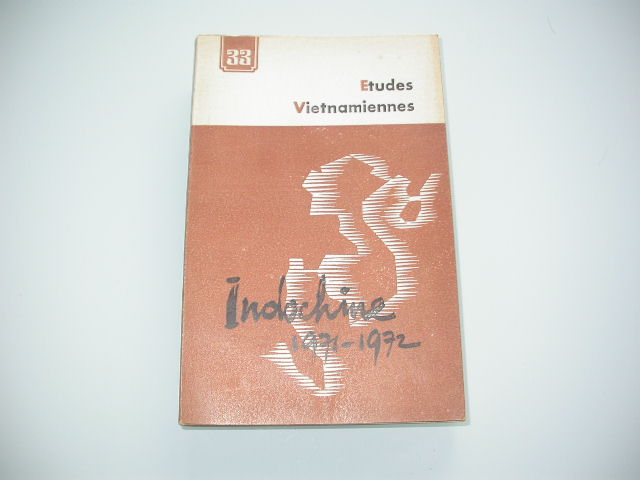 33
Etudes
Vietnamiennes
Indochine
1971-1972